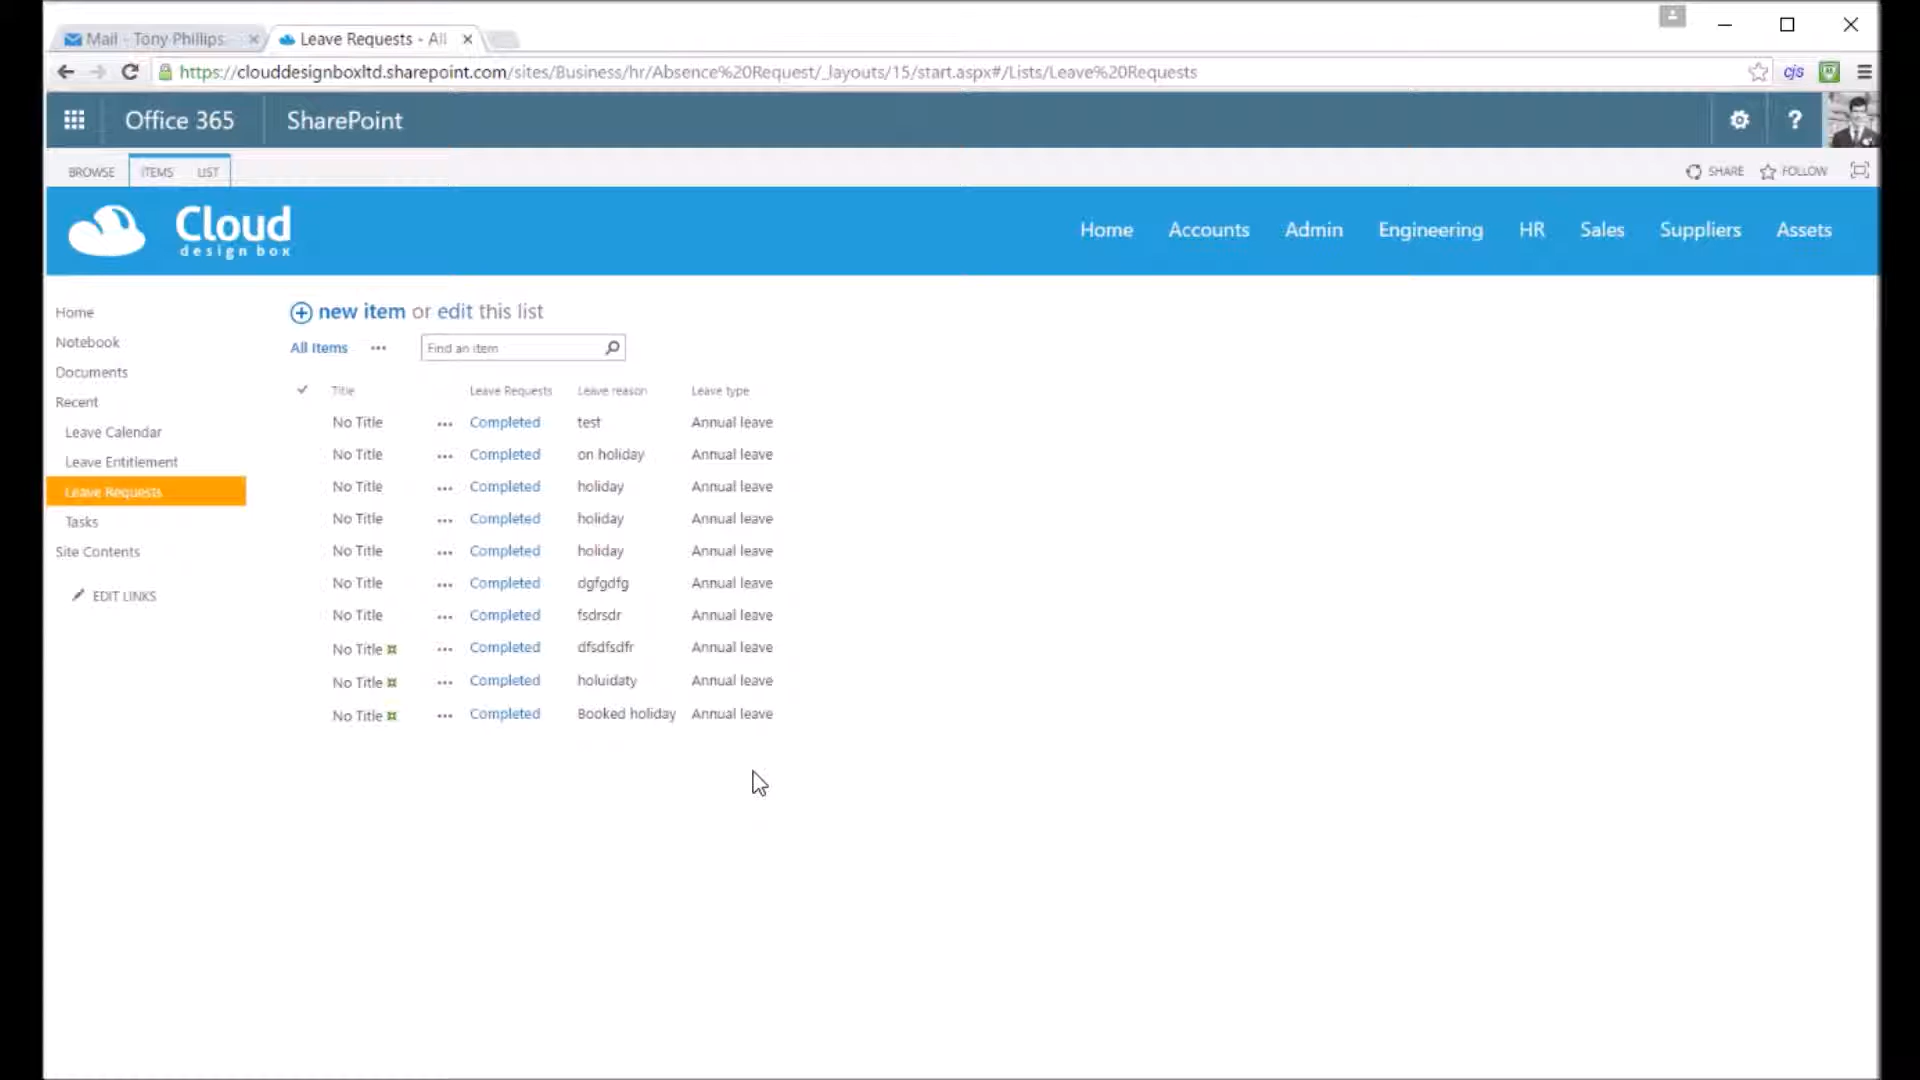 Mail - Tony Phillips
Leave Requests - All
https://clouddesignboxltd.sharepoint.com/sites/Business/hr/Absence%20Request/_layouts/15/start.aspx#/Lists/Leave%20Requests
cjs
Office 365 SharePoint ?
BROWSE ITEMS LIST SHARE FOLLOW
Cloud
design box
Home Accounts Admin Engineering HR Sales Suppliers Assets
Home
Notebook
Documents
Recent
Leave Calendar
Leave Entitlement
Leave Requests
Tasks
Site Contents
EDIT LINKS
new item or edit this list
All Items ••• Find an item
Title Leave Requests Leave reason Leave type
No Title ••• Completed test Annual leave
No Title ••• Completed on holiday Annual leave
No Title ••• Completed holiday Annual leave
No Title ••• Completed holiday Annual leave
No Title ••• Completed holiday Annual leave
No Title ••• Completed dgfgdfg Annual leave
No Title ••• Completed fsdrsdr Annual leave
No Title ••• Completed dfsdfsdfr Annual leave
No Title ••• Completed holuidaty Annual leave
No Title ••• Completed Booked holiday Annual leave